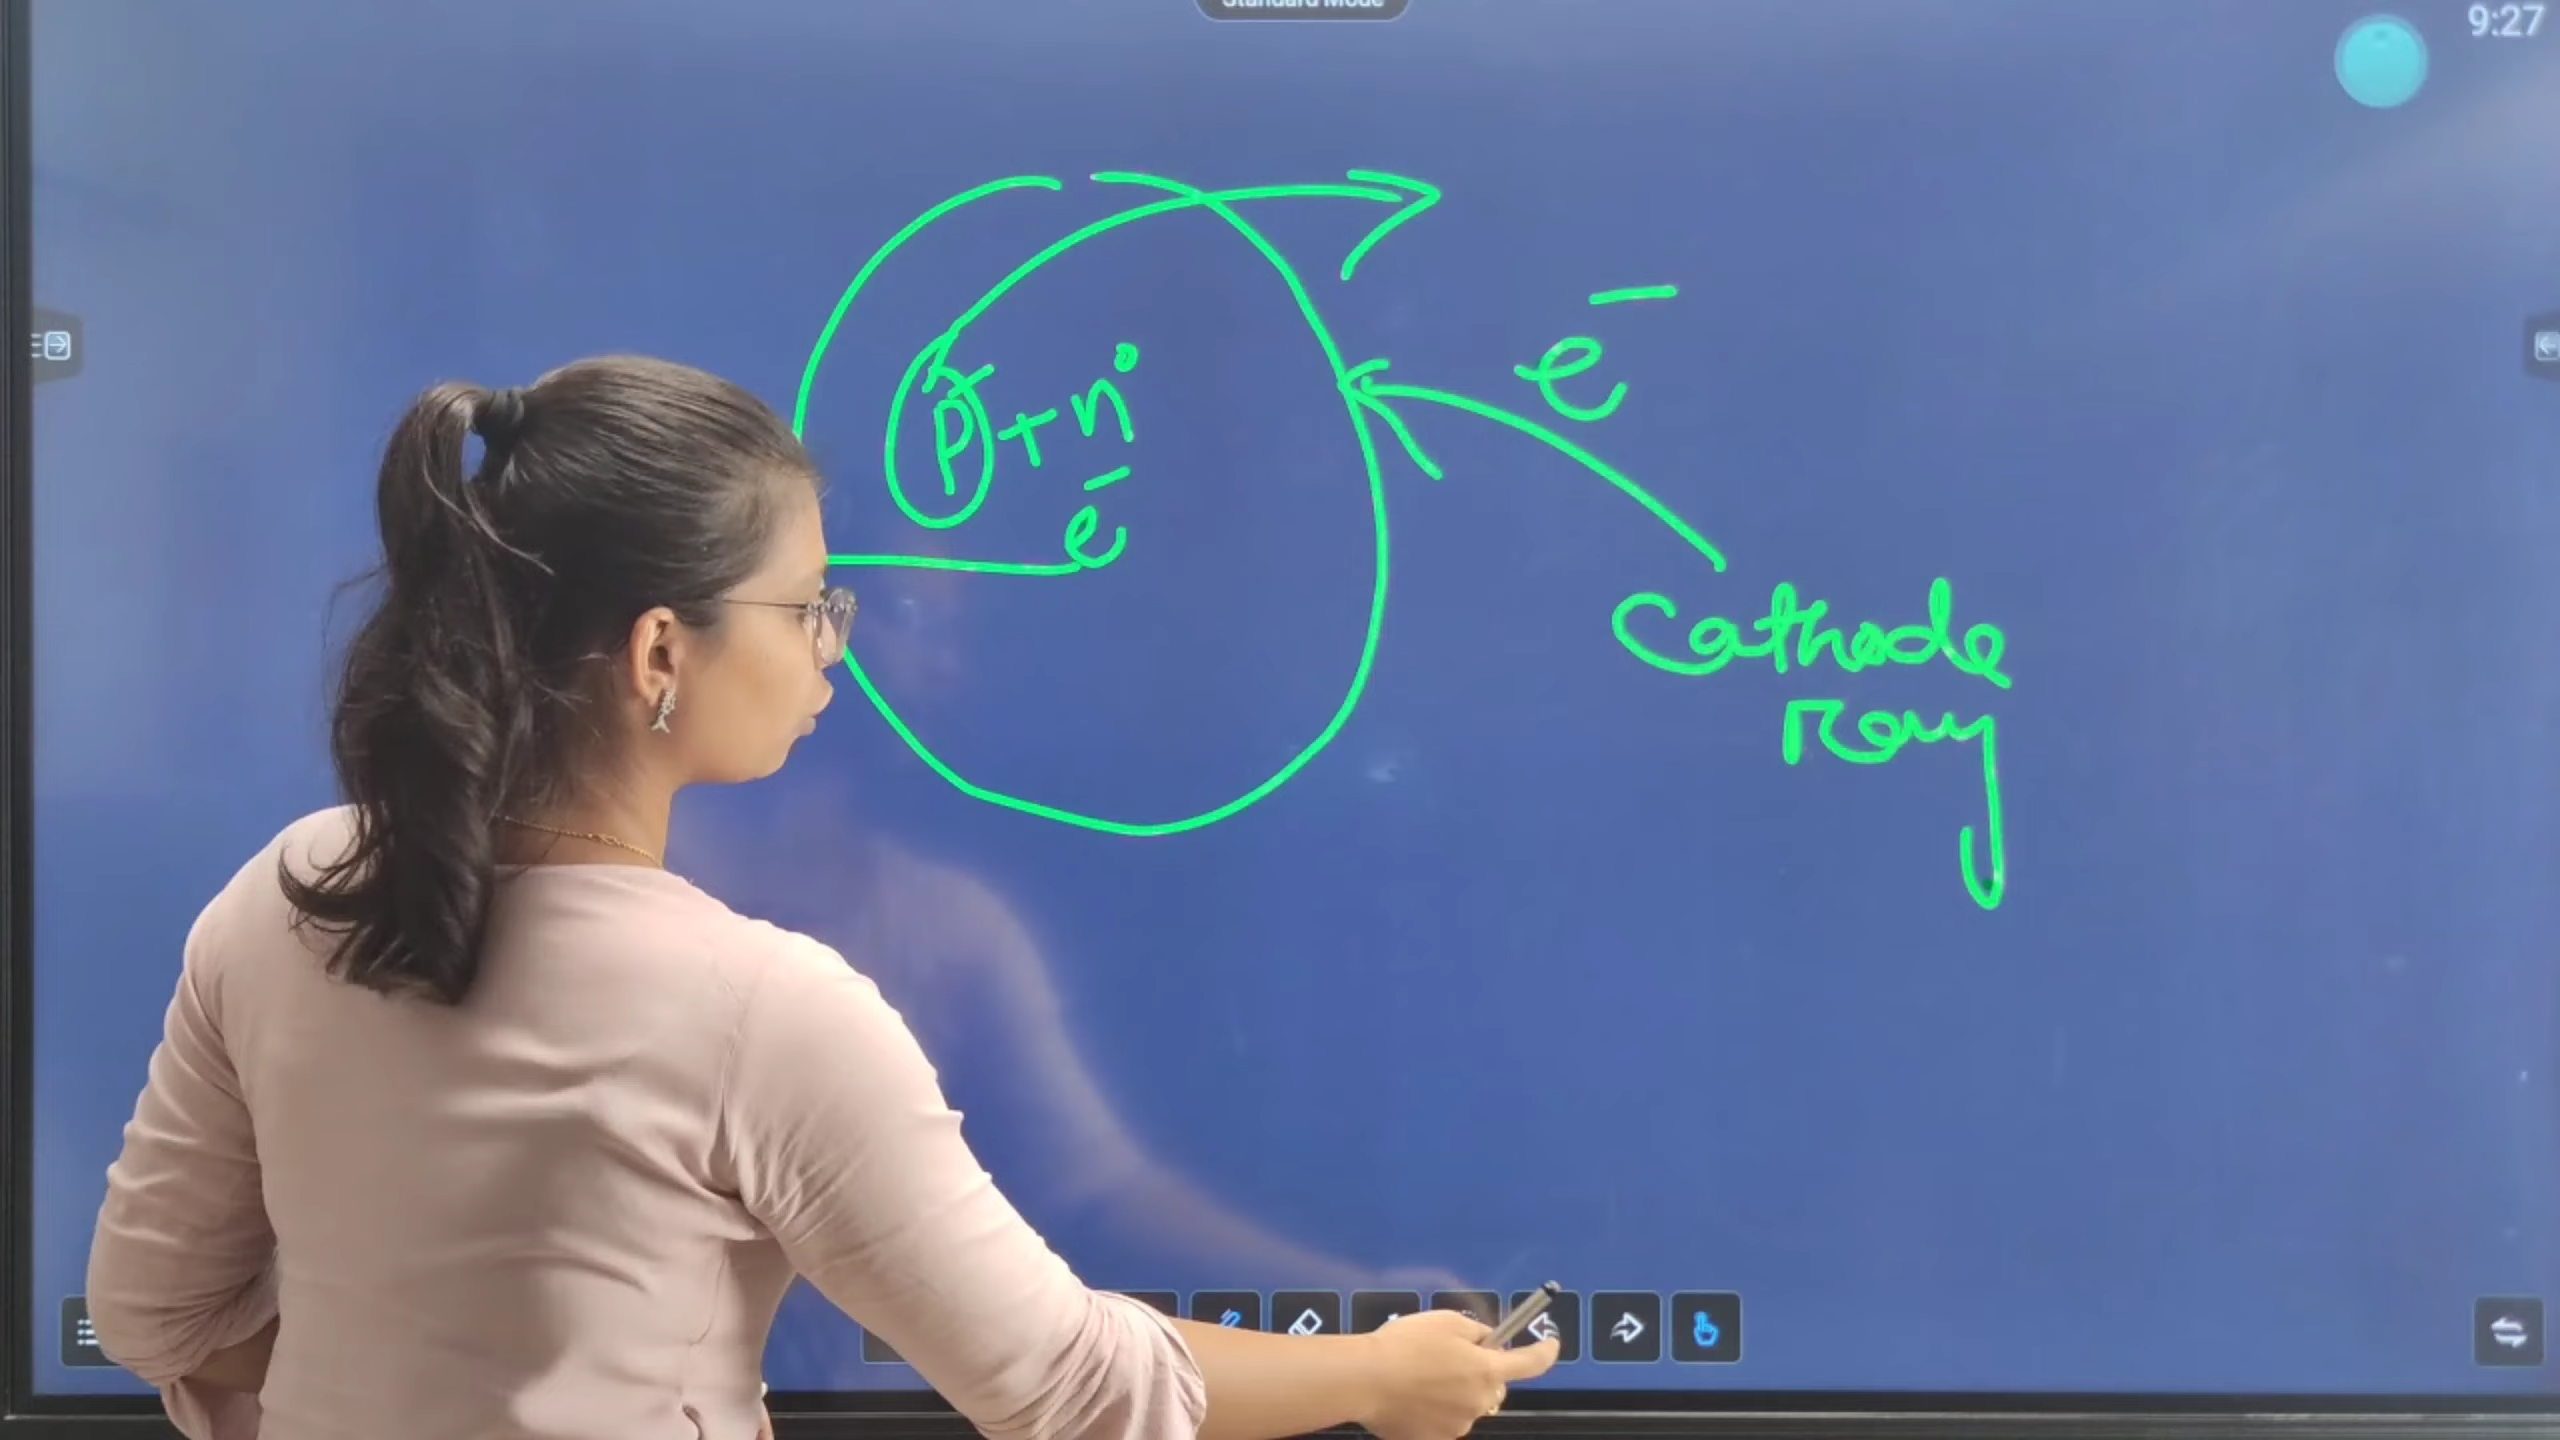 Standard Mode
9:27
P⁺ + n°
e⁻
e⁻
Cathode
Ray